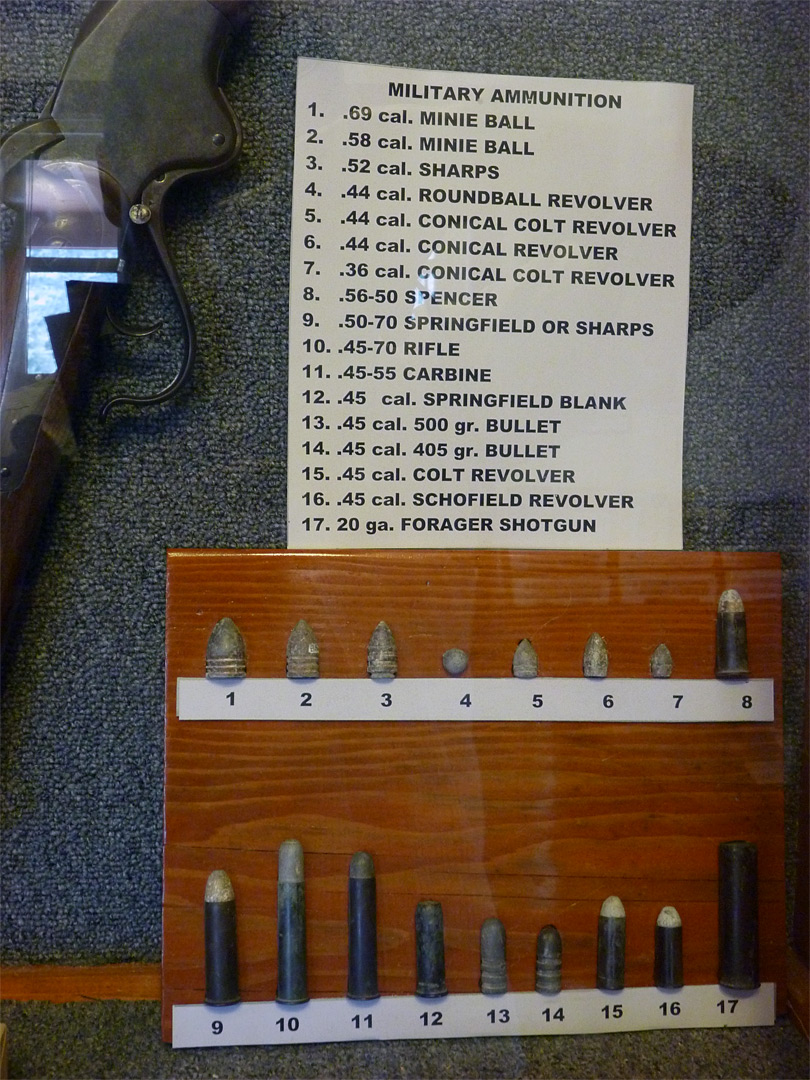 MILITARY AMMUNITION
1. .69 cal. MINIE BALL
2. .58 cal. MINIE BALL
3. .52 cal. SHARPS
4. .44 cal. ROUNDBALL REVOLVER
5. .44 cal. CONICAL COLT REVOLVER
6. .44 cal. CONICAL REVOLVER
7. .36 cal. CONICAL COLT REVOLVER
8. .56-50 SPENCER
9. .50-70 SPRINGFIELD OR SHARPS
10. .45-70 RIFLE
11. .45-55 CARBINE
12. .45 cal. SPRINGFIELD BLANK
13. .45 cal. 500 gr. BULLET
14. .45 cal. 405 gr. BULLET
15. .45 cal. COLT REVOLVER
16. .45 cal. SCHOFIELD REVOLVER
17. 20 ga. FORAGER SHOTGUN
1 2 3 4 5 6 7 8
9 10 11 12 13 14 15 16 17